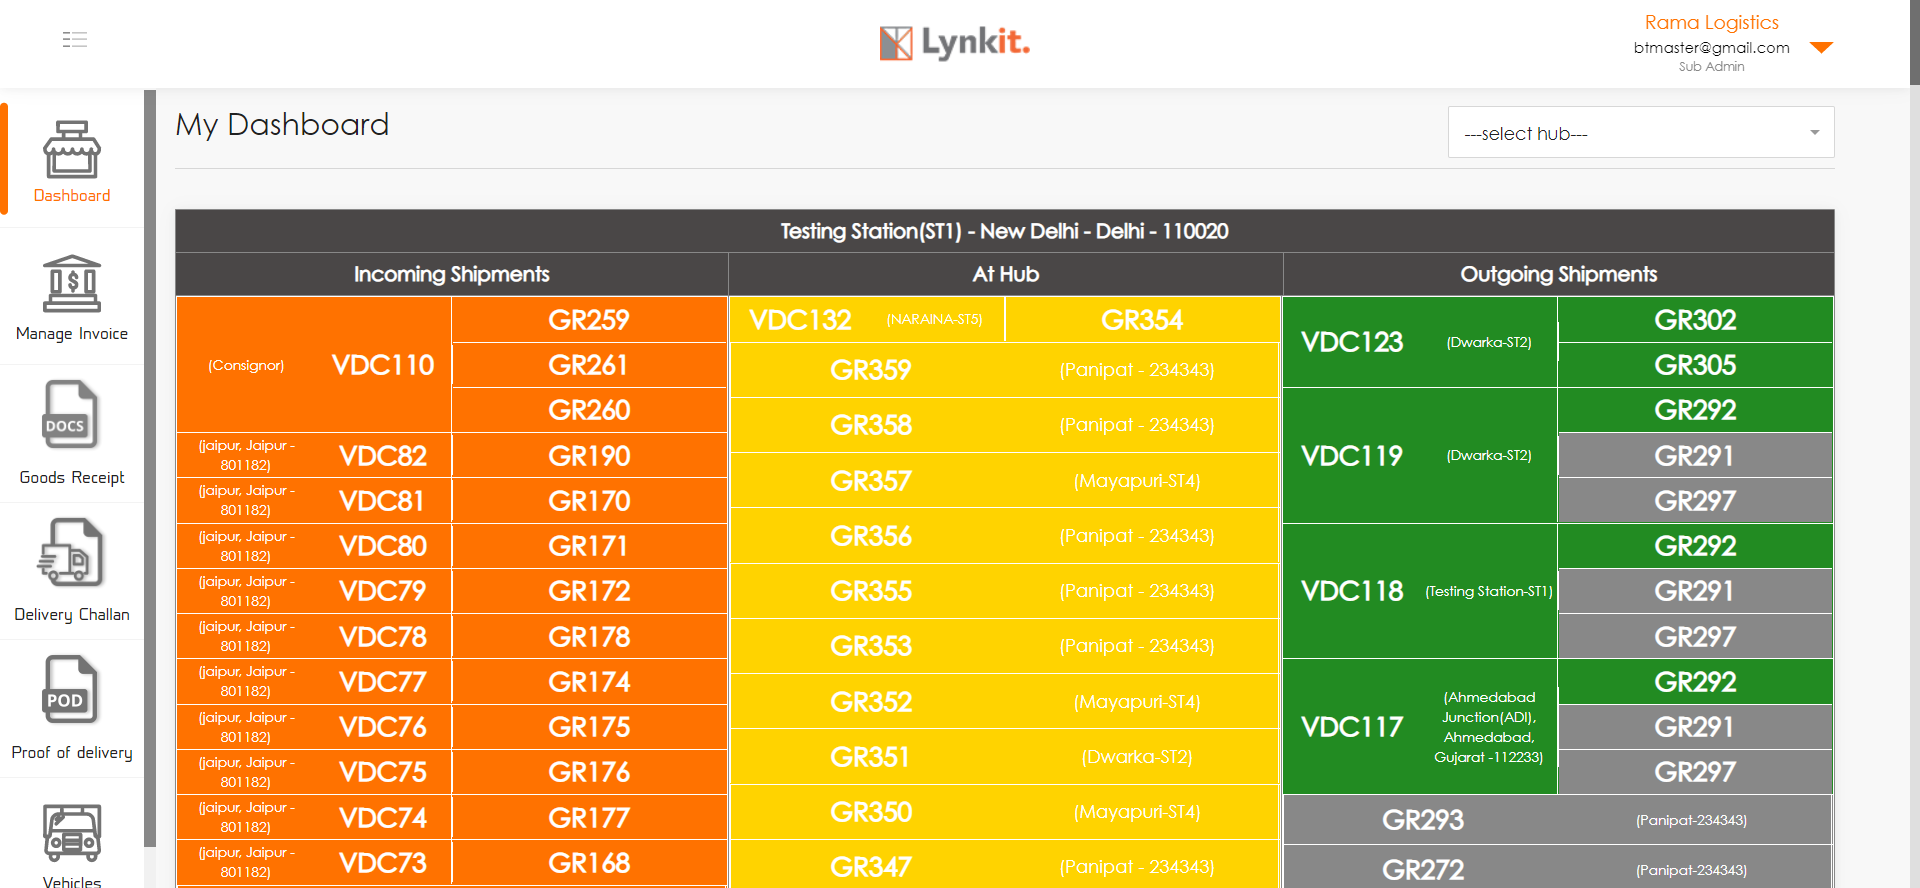 Lynkit.
Rama Logistics
btmaster@gmail.com
Sub Admin
Dashboard
Manage Invoice
DOCS
Goods Receipt
Delivery Challan
POD
Proof of delivery
Vehicles
My Dashboard
---select hub---
Testing Station(ST1) - New Delhi - Delhi - 110020
Incoming Shipments
(Consignor) VDC110
GR259
GR261
GR260
(jaipur, Jaipur -
801182)
VDC82 GR190
(jaipur, Jaipur -
801182)
VDC81 GR170
(jaipur, Jaipur -
801182)
VDC80 GR171
(jaipur, Jaipur -
801182)
VDC79 GR172
(jaipur, Jaipur -
801182)
VDC78 GR178
(jaipur, Jaipur -
801182)
VDC77 GR174
(jaipur, Jaipur -
801182)
VDC76 GR175
(jaipur, Jaipur -
801182)
VDC75 GR176
(jaipur, Jaipur -
801182)
VDC74 GR177
(jaipur, Jaipur -
801182)
VDC73 GR168
At Hub
VDC132 (NARAINA-ST5) GR354
GR359 (Panipat - 234343)
GR358 (Panipat - 234343)
GR357 (Mayapuri-ST4)
GR356 (Panipat - 234343)
GR355 (Panipat - 234343)
GR353 (Panipat - 234343)
GR352 (Mayapuri-ST4)
GR351 (Dwarka-ST2)
GR350 (Mayapuri-ST4)
GR347 (Panipat - 234343)
Outgoing Shipments
VDC123 (Dwarka-ST2)
GR302
GR305
VDC119 (Dwarka-ST2)
GR292
GR291
GR297
VDC118 (Testing Station-ST1)
GR292
GR291
GR297
VDC117
(Ahmedabad
Junction(ADI),
Ahmedabad,
Gujarat -112233)
GR292
GR291
GR297
GR293 (Panipat-234343)
GR272 (Panipat-234343)